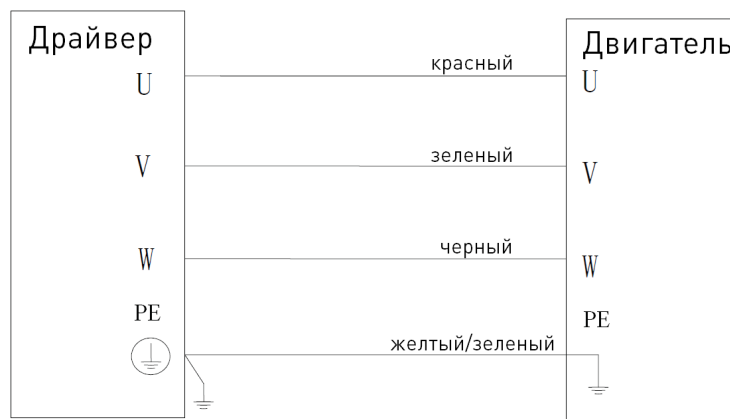 Драйвер
Двигатель
красный
U
U
зеленый
V
V
черный
W
W
PE
PE
желтый/зеленый